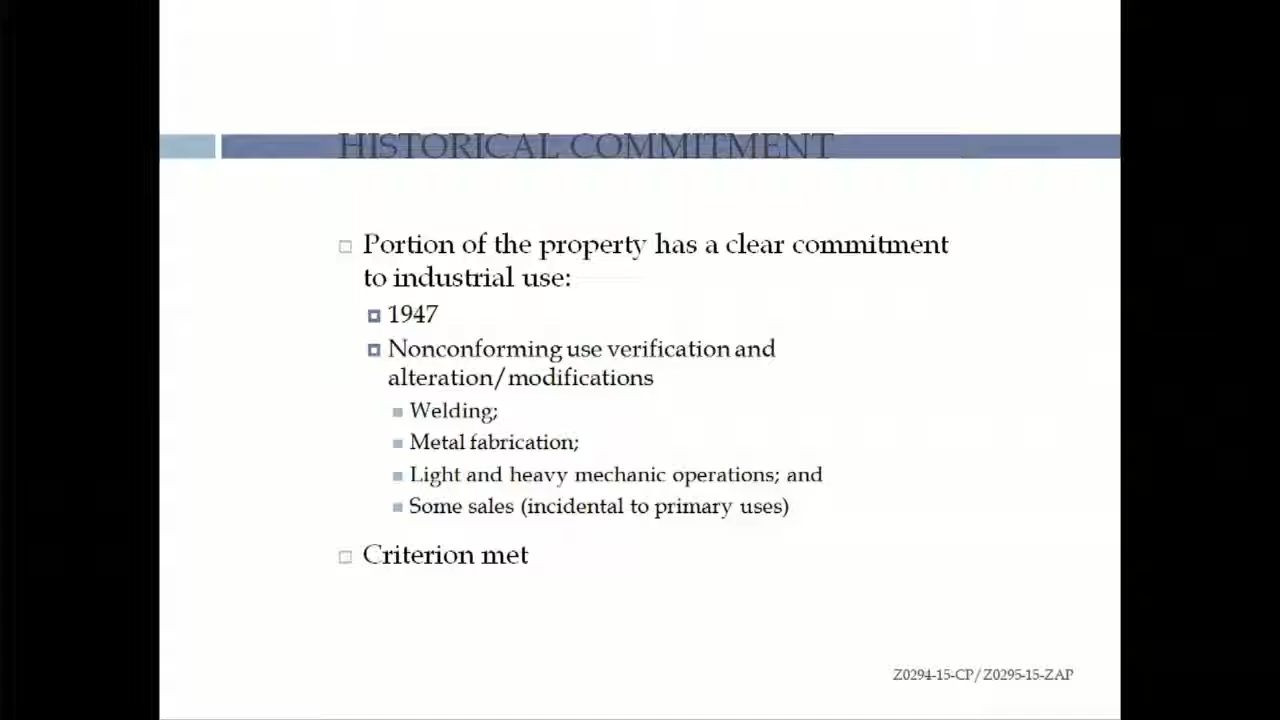 HISTORICAL COMMITMENT
Portion of the property has a clear commitment
to industrial use:
1947
Nonconforming use verification and
alteration/modifications
Welding;
Metal fabrication;
Light and heavy mechanic operations; and
Some sales (incidental to primary uses)
Criterion met
Z0294-15-CP/Z0295-15-ZAP